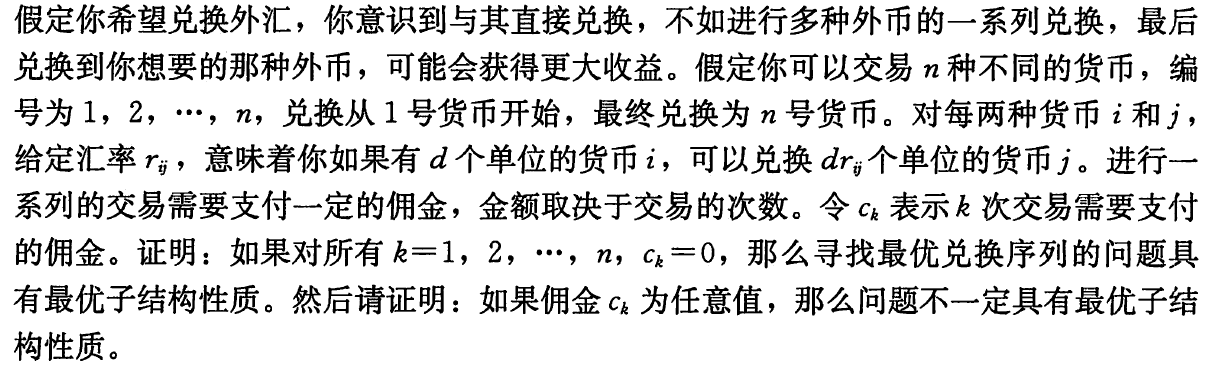 假定你希望兑换外汇，你意识到与其直接兑换，不如进行多种外币的一系列兑换，最后
兑换到你想要的那种外币，可能会获得更大收益。假定你可以交易 n 种不同的货币，编
号为 1，2，…，n，兑换从 1 号货币开始，最终兑换为 n 号货币。对每两种货币 i 和 j，
给定汇率 rᵢⱼ，意味着你如果有 d 个单位的货币 i，可以兑换 drᵢⱼ 个单位的货币 j。进行一
系列的交易需要支付一定的佣金，金额取决于交易的次数。令 cₖ 表示 k 次交易需要支付
的佣金。证明：如果对所有 k=1，2，…，n，cₖ=0，那么寻找最优兑换序列的问题具
有最优子结构性质。然后请证明：如果佣金 cₖ 为任意值，那么问题不一定具有最优子结
构性质。